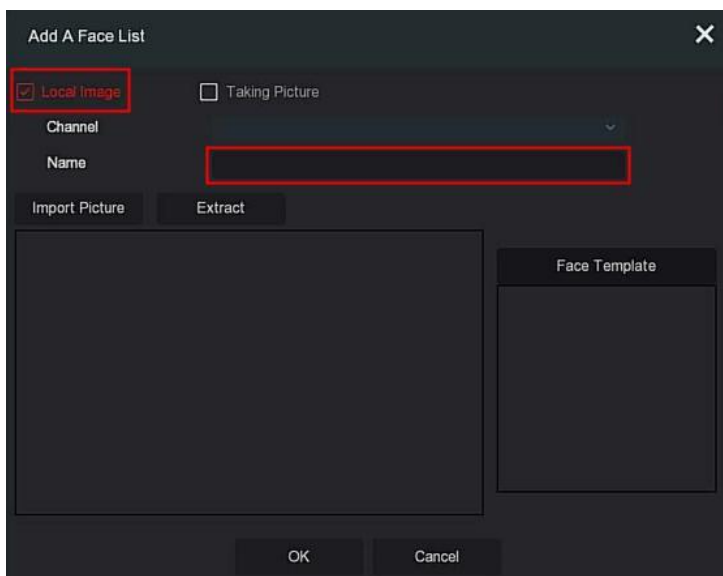 Add A Face List
Local Image Taking Picture
Channel
Name
Import Picture Extract
Face Template
OK Cancel